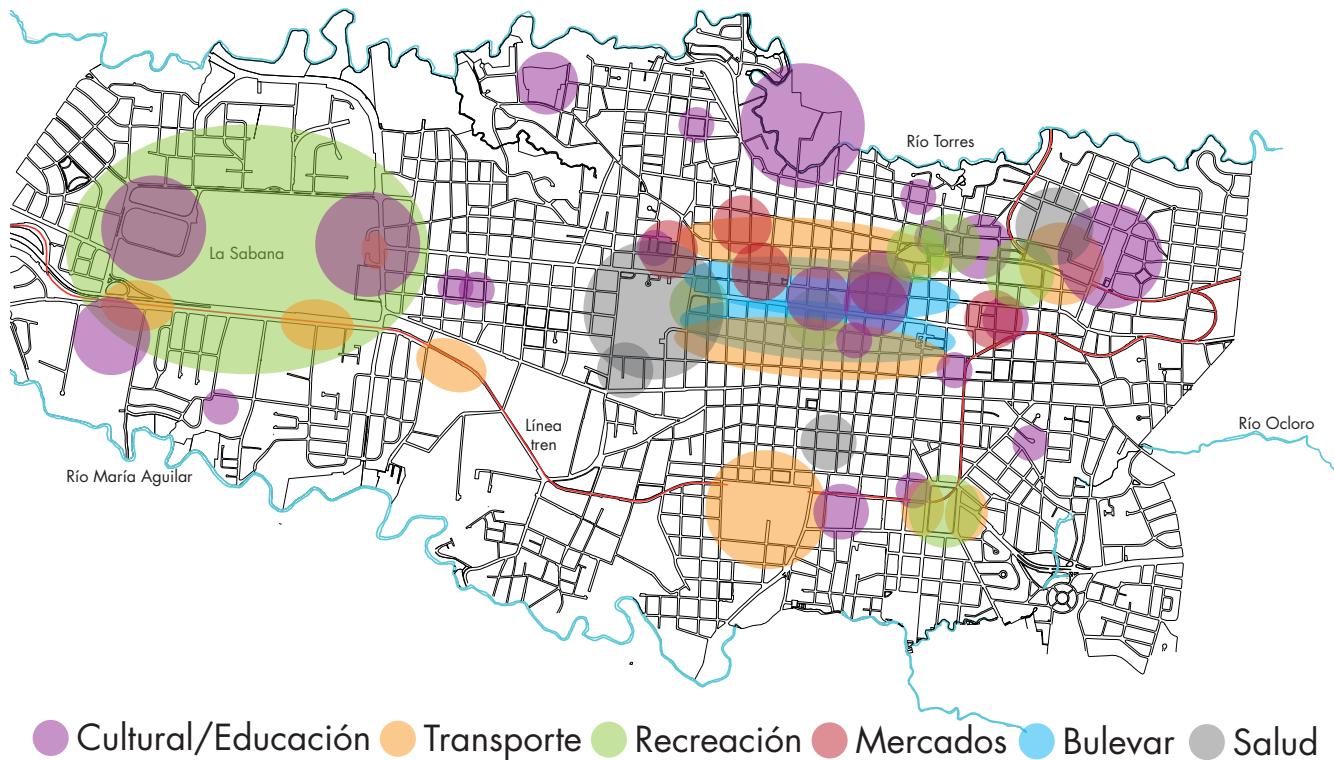 Río Torres
La Sabana
Línea
tren
Río Ocloro
Río María Aguilar
Cultural/Educación
Transporte
Recreación
Mercados
Bulevar
Salud